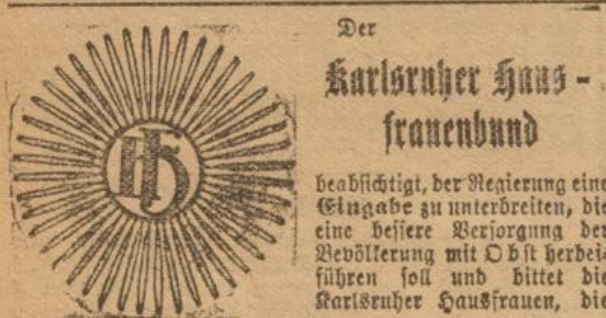 Der
Karlsruher Haus-
frauenbund
beabsichtigt, der Regierung eine
Eingabe zu unterbreiten, die
eine bessere Versorgung der
Bevölkerung mit Obst herbei-
führen soll und bittet die
Karlsruher Hausfrauen, die